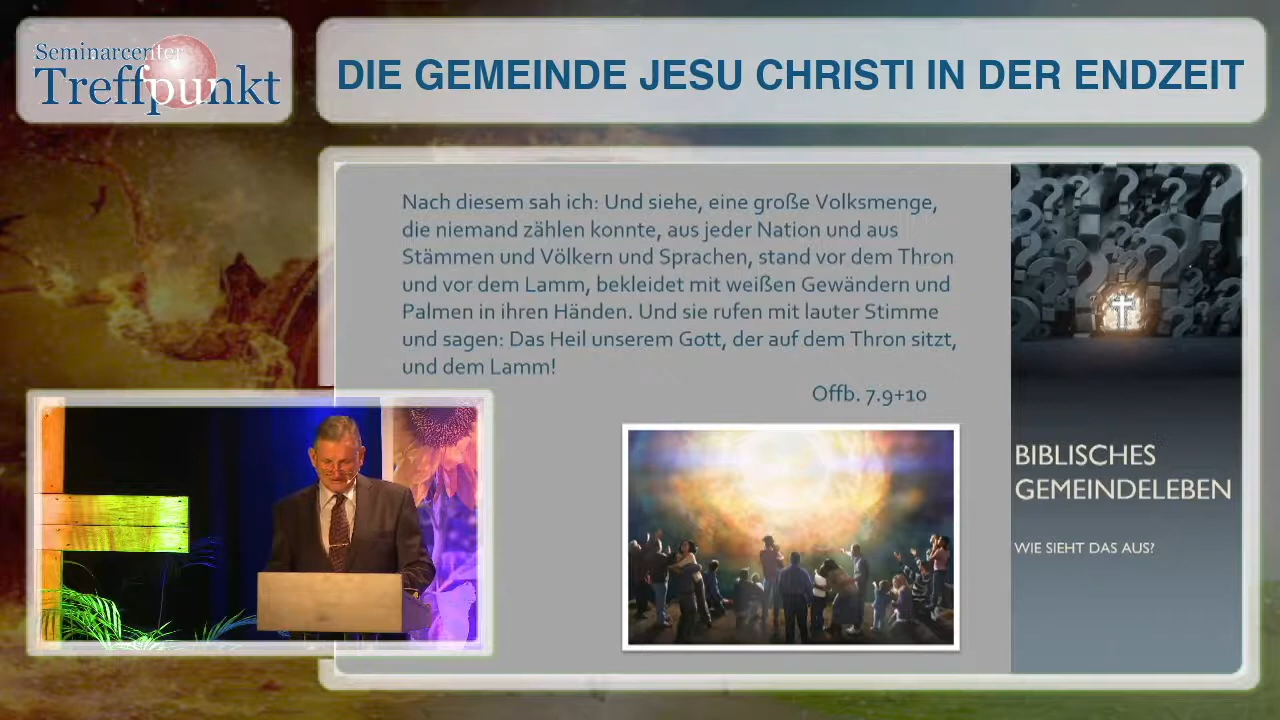 Seminarcenter
Treffpunkt
DIE GEMEINDE JESU CHRISTI IN DER ENDZEIT
Nach diesem sah ich: Und siehe, eine große Volksmenge,
die niemand zählen konnte, aus jeder Nation und aus
Stämmen und Völkern und Sprachen, stand vor dem Thron
und vor dem Lamm, bekleidet mit weißen Gewändern und
Palmen in ihren Händen. Und sie rufen mit lauter Stimme
und sagen: Das Heil unserem Gott, der auf dem Thron sitzt,
und dem Lamm!
Offb. 7.9+10
BIBLISCHES
GEMEINDELEBEN
WIE SIEHT DAS AUS?